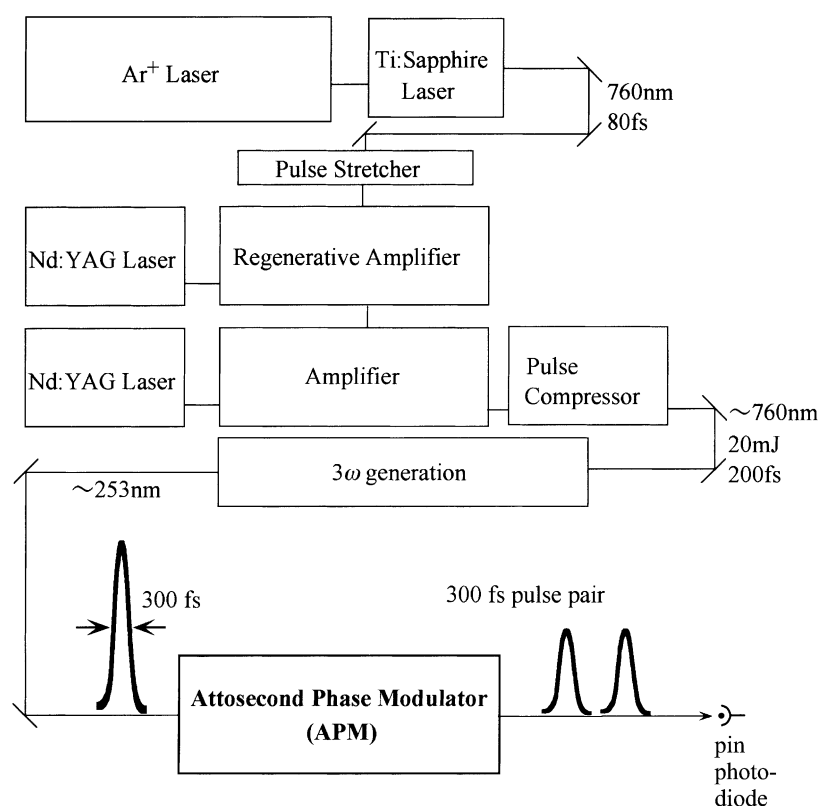 Ar+ Laser
Ti:Sapphire
Laser
760nm
80fs
Pulse Stretcher
Nd:YAG Laser
Regenerative Amplifier
Nd:YAG Laser
Amplifier
Pulse
Compressor
~760nm
20mJ
200fs
3ω generation
~253nm
300 fs
300 fs pulse pair
Attosecond Phase Modulator
(APM)
pin
photo-
diode